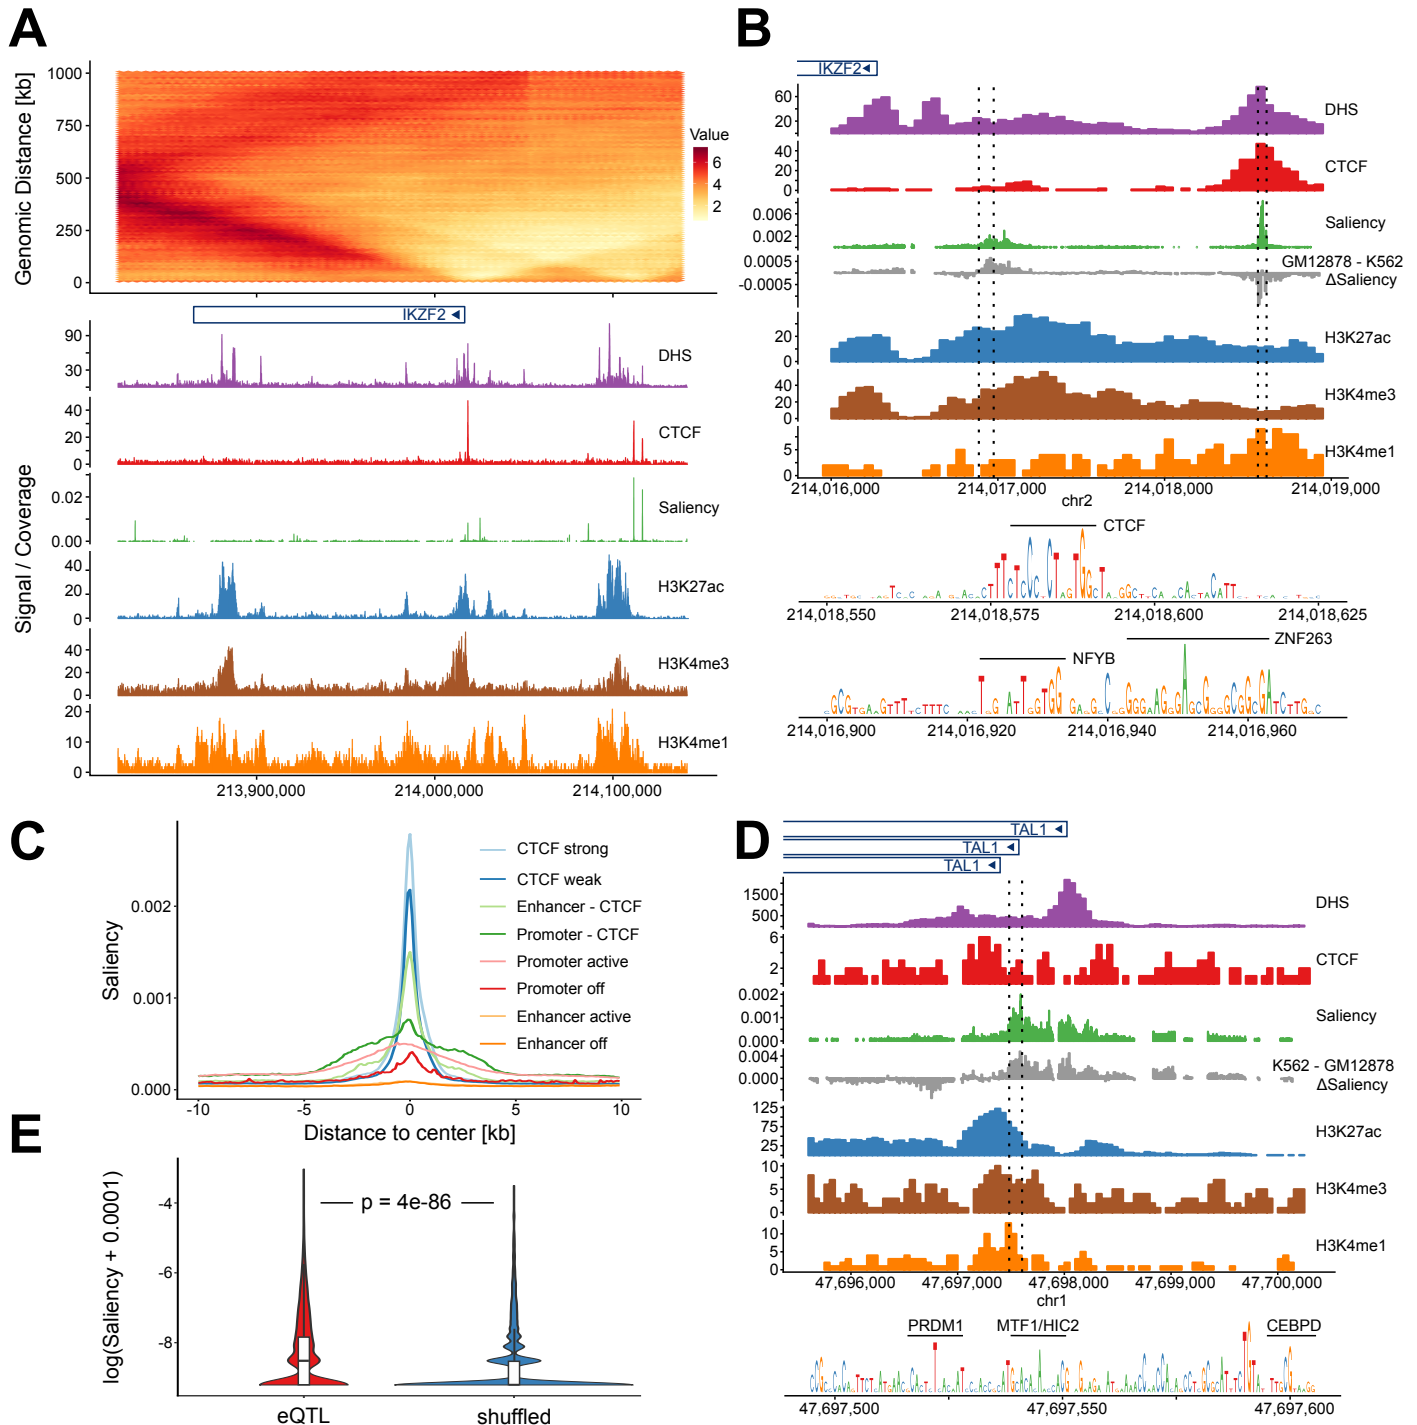 A
1000
750
500
250
0
Genomic Distance [kb]
Value
6
4
2
IKZF2
90
30
DHS
40
20
0
CTCF
0.02
0.00
Saliency
40
20
0
H3K27ac
40
20
0
H3K4me3
20
10
0
H3K4me1
Signal / Coverage
213,900,000 214,000,000 214,100,000
B
IKZF2
60
20
DHS
40
20
0
CTCF
0.006
0.002
Saliency
0.0005
-0.0005
GM12878 - K562
ΔSaliency
20
0
H3K27ac
40
20
0
H3K4me3
5
0
H3K4me1
214,016,000 214,017,000 214,018,000 214,019,000
chr2
CTCF
214,018,550 214,018,575 214,018,600 214,018,625
ZNF263
NFYB
214,016,900 214,016,920 214,016,940 214,016,960
C
0.002
0.001
0.000
Saliency
CTCF strong
CTCF weak
Enhancer - CTCF
Promoter - CTCF
Promoter active
Promoter off
Enhancer active
Enhancer off
-10 -5 0 5 10
Distance to center [kb]
D
TAL1
TAL1
TAL1
1500
500
DHS
6
2
CTCF
0.002
0.001
0.000
Saliency
0.004
0.000
K562 - GM12878
ΔSaliency
125
75
25
H3K27ac
10
5
0
H3K4me3
10
5
0
H3K4me1
47,696,000 47,697,000 47,698,000 47,699,000 47,700,000
chr1
PRDM1 MTF1/HIC2 CEBPD
47,697,500 47,697,550 47,697,600
E
log(Saliency + 0.0001)
-4
-6
-8
p = 4e-86
eQTL shuffled